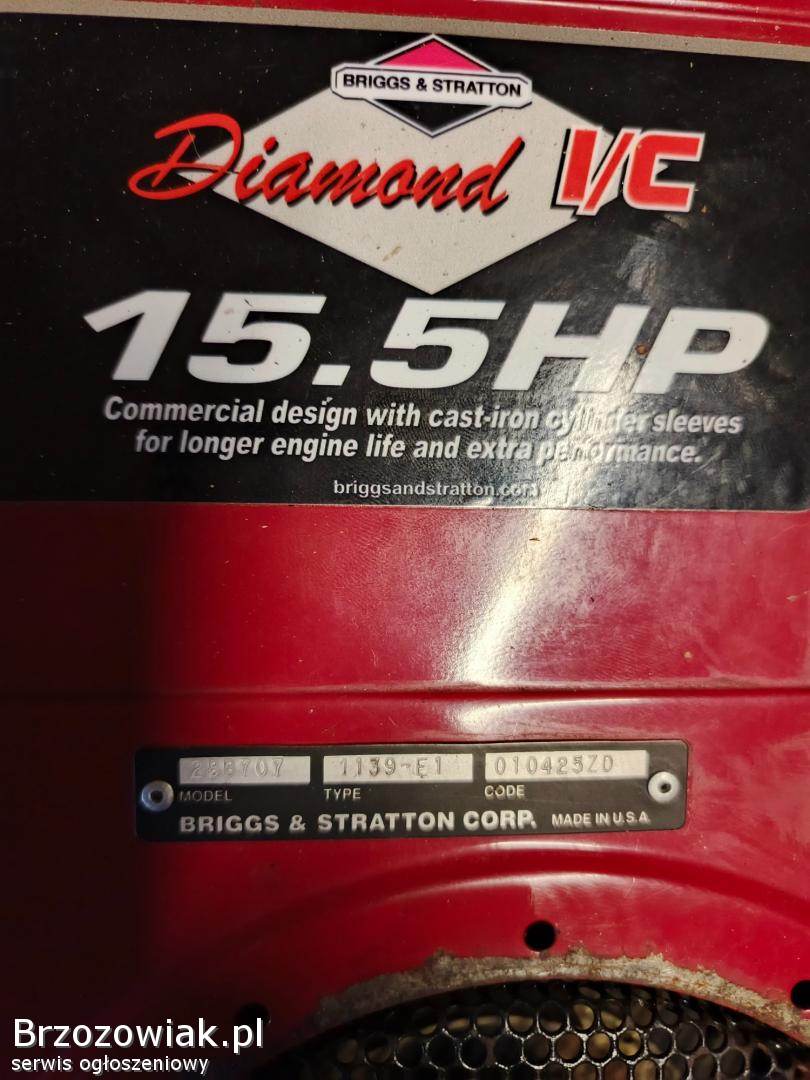 BRIGGS & STRATTON
Diamond I/C
15.5HP
Commercial design with cast-iron cylinder sleeves
for longer engine life and extra performance.
briggsandstratton.com
1139-E1 010425ZD
MODEL TYPE CODE
BRIGGS & STRATTON CORP. MADE IN U.S.A.
Brzozowiak.pl
serwis ogłoszeniowy